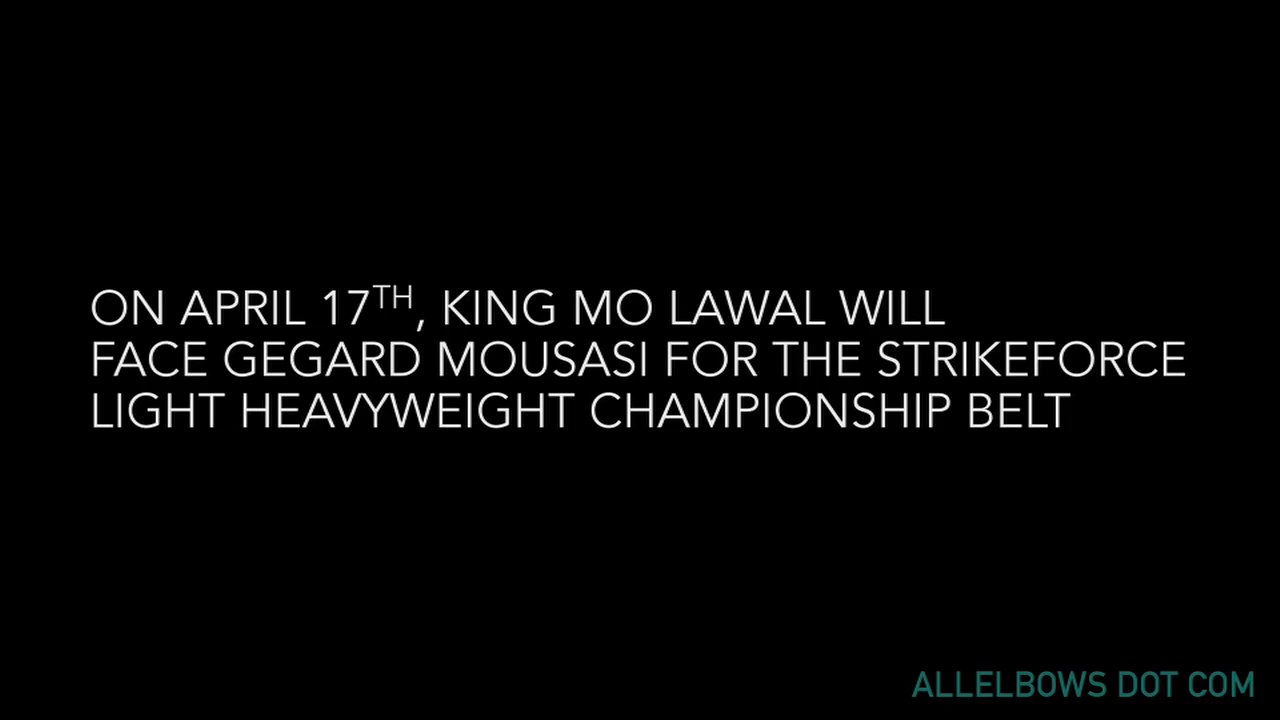 ON APRIL 17TH, KING MO LAWAL WILL
FACE GEGARD MOUSASI FOR THE STRIKEFORCE
LIGHT HEAVYWEIGHT CHAMPIONSHIP BELT
ALLELBOWS DOT COM